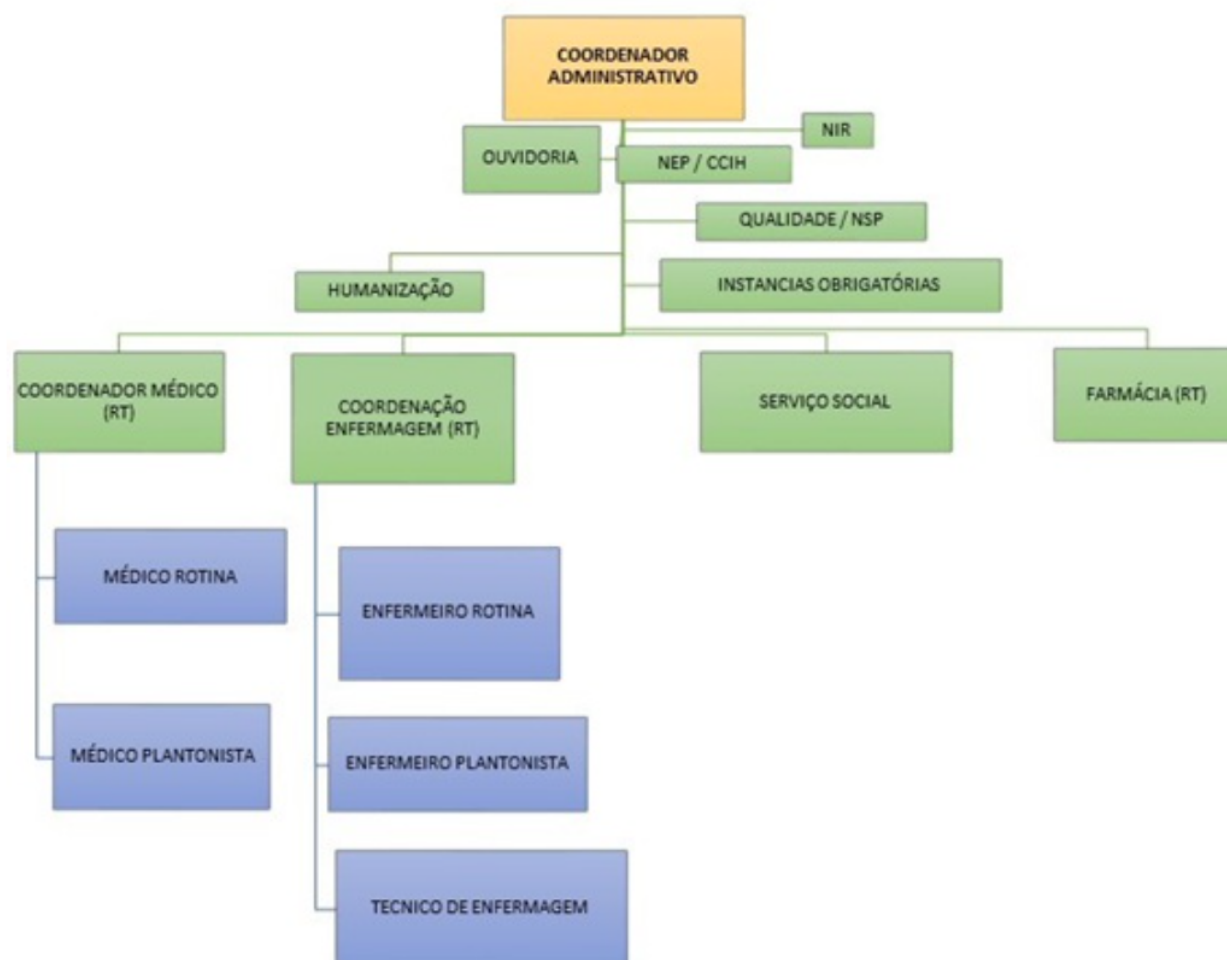 COORDENADOR
ADMINISTRATIVO
NIR
OUVIDORIA
NEP / CCIH
QUALIDADE / NSP
HUMANIZAÇÃO
INSTANCIAS OBRIGATÓRIAS
COORDENADOR MÉDICO
(RT)
COORDENAÇÃO
ENFERMAGEM (RT)
SERVIÇO SOCIAL
FARMÁCIA (RT)
MÉDICO ROTINA
ENFERMEIRO ROTINA
MÉDICO PLANTONISTA
ENFERMEIRO PLANTONISTA
TECNICO DE ENFERMAGEM